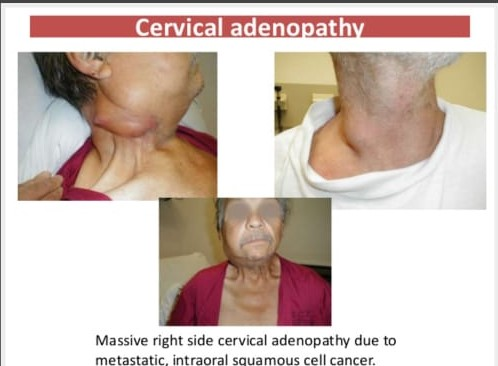 Cervical adenopathy
Massive right side cervical adenopathy due to
metastatic, intraoral squamous cell cancer.